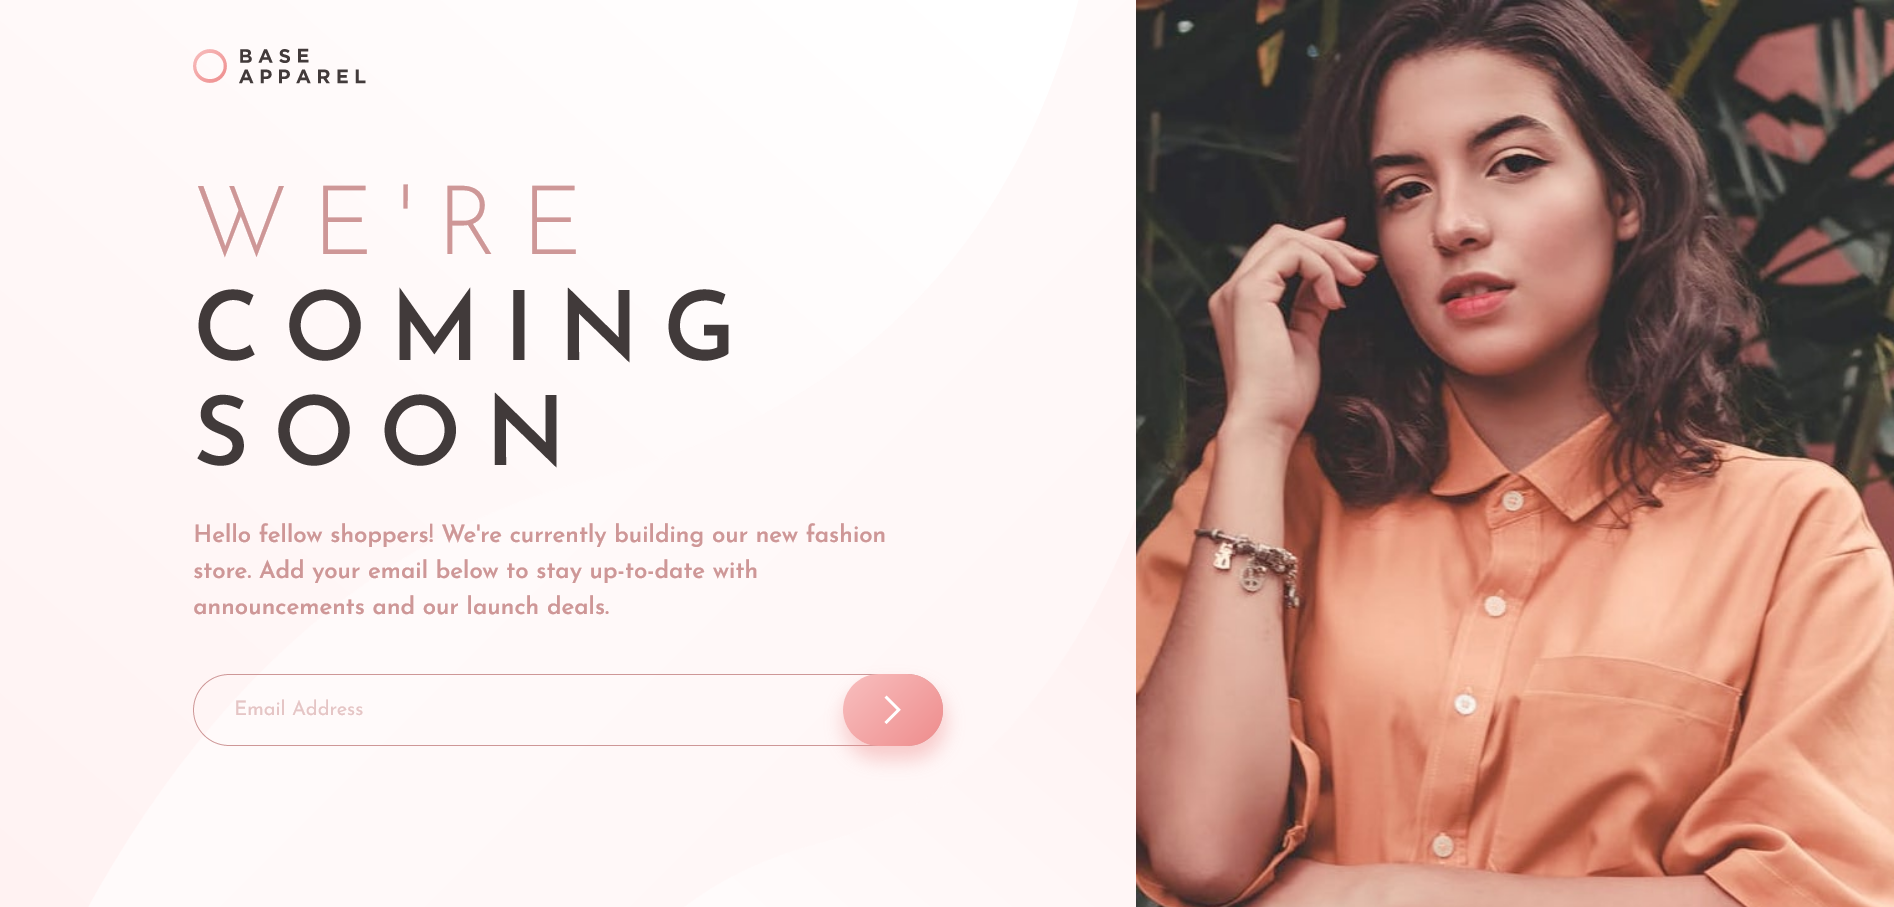 BASE
APPAREL
WE'RE
COMING
SOON
Hello fellow shoppers! We're currently building our new fashion
store. Add your email below to stay up-to-date with
announcements and our launch deals.
Email Address